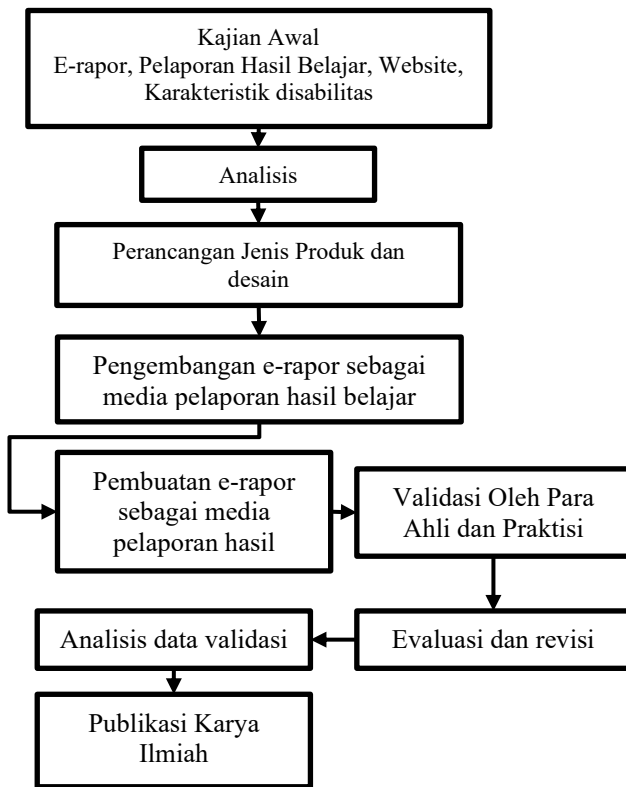 Kajian Awal
E-rapor, Pelaporan Hasil Belajar, Website,
Karakteristik disabilitas
Analisis
Perancangan Jenis Produk dan
desain
Pengembangan e-rapor sebagai
media pelaporan hasil belajar
Pembuatan e-rapor
sebagai media
pelaporan hasil
Validasi Oleh Para
Ahli dan Praktisi
Analisis data validasi
Evaluasi dan revisi
Publikasi Karya
Ilmiah